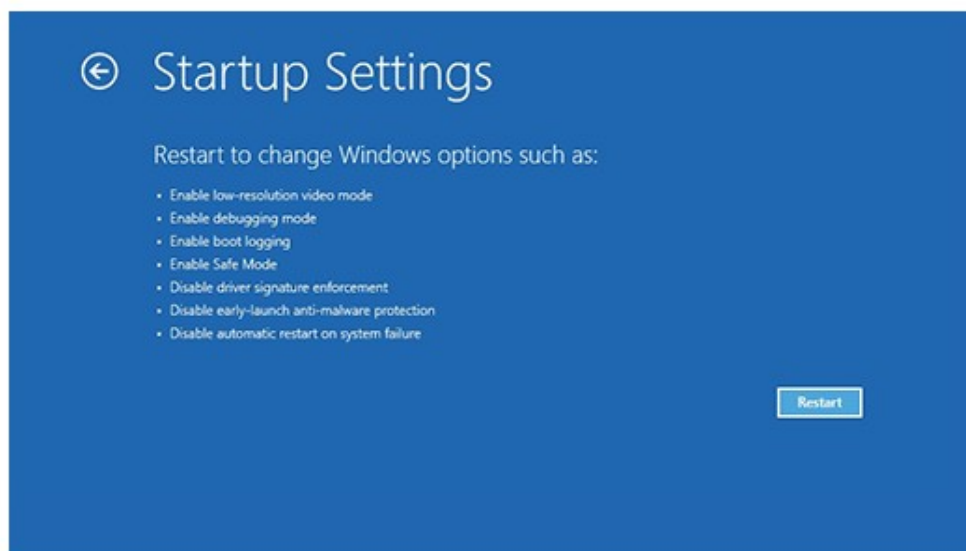 Startup Settings
Restart to change Windows options such as:
• Enable low-resolution video mode
• Enable debugging mode
• Enable boot logging
• Enable Safe Mode
• Disable driver signature enforcement
• Disable early-launch anti-malware protection
• Disable automatic restart on system failure
Restart